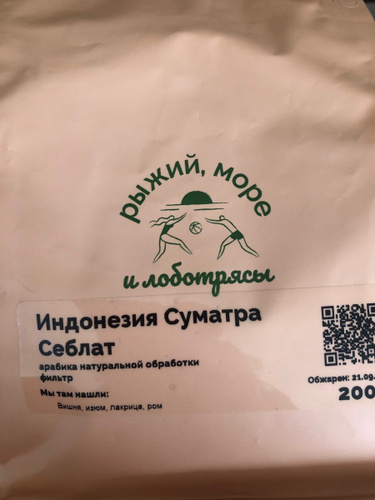 рыжий, море
и лоботрясы
Индонезия Суматра
Себлат
арабика натуральной обработки
фильтр
Обжарен: 21.09.
Мы там нашли:
200
Вишня, изюм, лакрица, ром